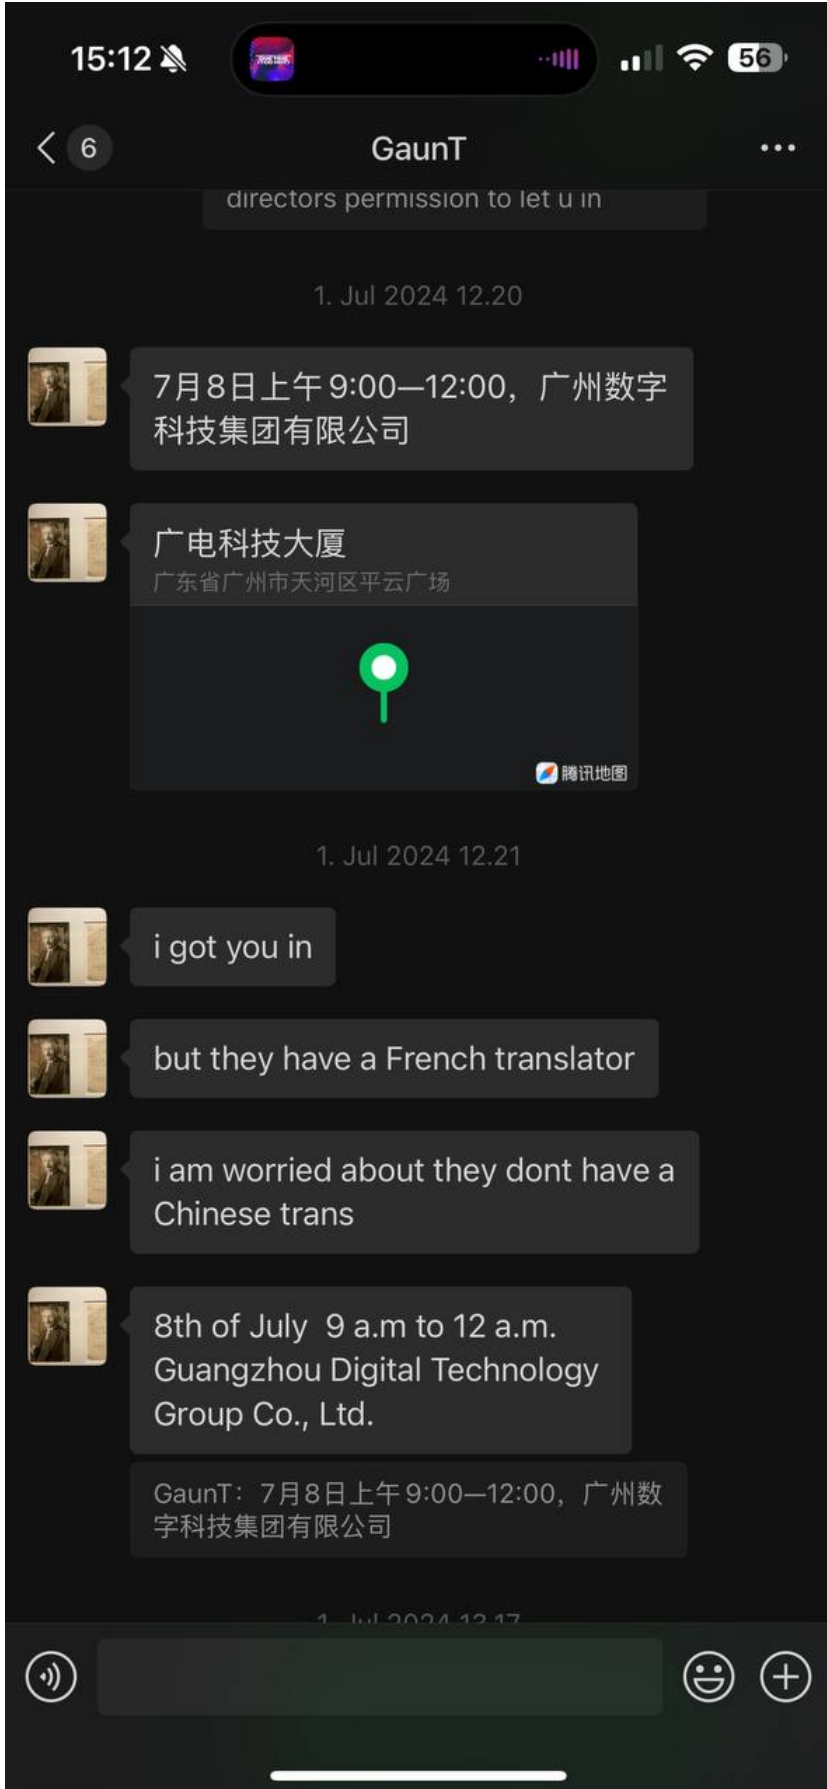 15:12
56
6
GaunT
directors permission to let u in
1. Jul 2024 12.20
7月8日上午9:00—12:00，广州数字
科技集团有限公司
广电科技大厦
广东省广州市天河区平云广场
腾讯地图
1. Jul 2024 12.21
i got you in
but they have a French translator
i am worried about they dont have a
Chinese trans
8th of July  9 a.m to 12 a.m.
Guangzhou Digital Technology
Group Co., Ltd.
GaunT：7月8日上午9:00—12:00，广州数
字科技集团有限公司
1. Jul 2024 13.17